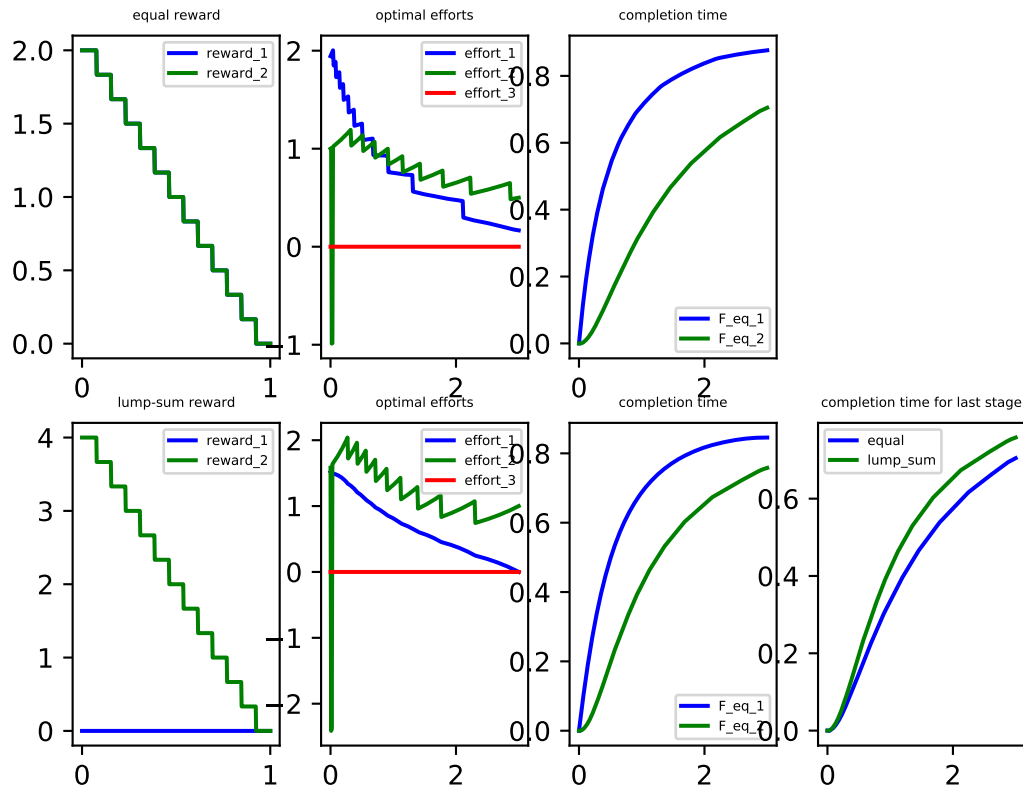 equal reward
optimal efforts
completion time
2.0
1.5
1.0
0.5
0.0
reward_1
reward_2
0
1
2
1
0
−1
effort_1
effort_2
effort_3
0
2
0.8
0.6
0.4
0.2
0.0
F_eq_1
F_eq_2
0
2
lump-sum reward
optimal efforts
completion time
completion time for last stage
4
3
2
1
0
reward_1
reward_2
0
1
2
1
0
−1
−2
effort_1
effort_2
effort_3
0
2
0.8
0.6
0.4
0.2
0.0
F_eq_1
F_eq_2
0
2
0.6
0.4
0.2
0.0
equal
lump_sum
0
2